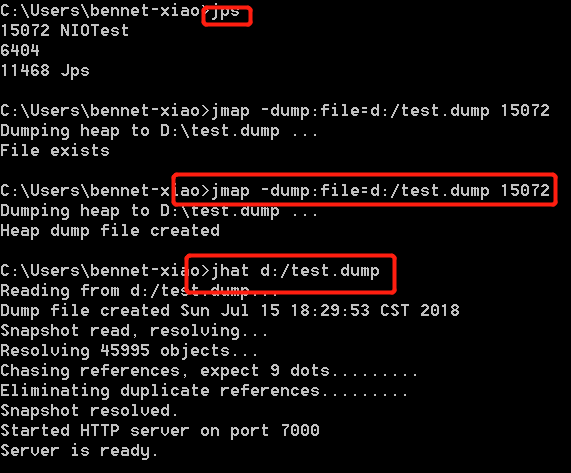 C:\Users\bennet-xiao>jps
15072 NIOTest
6404
11468 Jps
C:\Users\bennet-xiao>jmap -dump:file=d:/test.dump 15072
Dumping heap to D:\test.dump ...
File exists
C:\Users\bennet-xiao>jmap -dump:file=d:/test.dump 15072
Dumping heap to D:\test.dump ...
Heap dump file created
C:\Users\bennet-xiao>jhat d:/test.dump
Reading from d:/test.dump...
Dump file created Sun Jul 15 18:29:53 CST 2018
Snapshot read, resolving...
Resolving 45995 objects...
Chasing references, expect 9 dots.........
Eliminating duplicate references.........
Snapshot resolved.
Started HTTP server on port 7000
Server is ready.